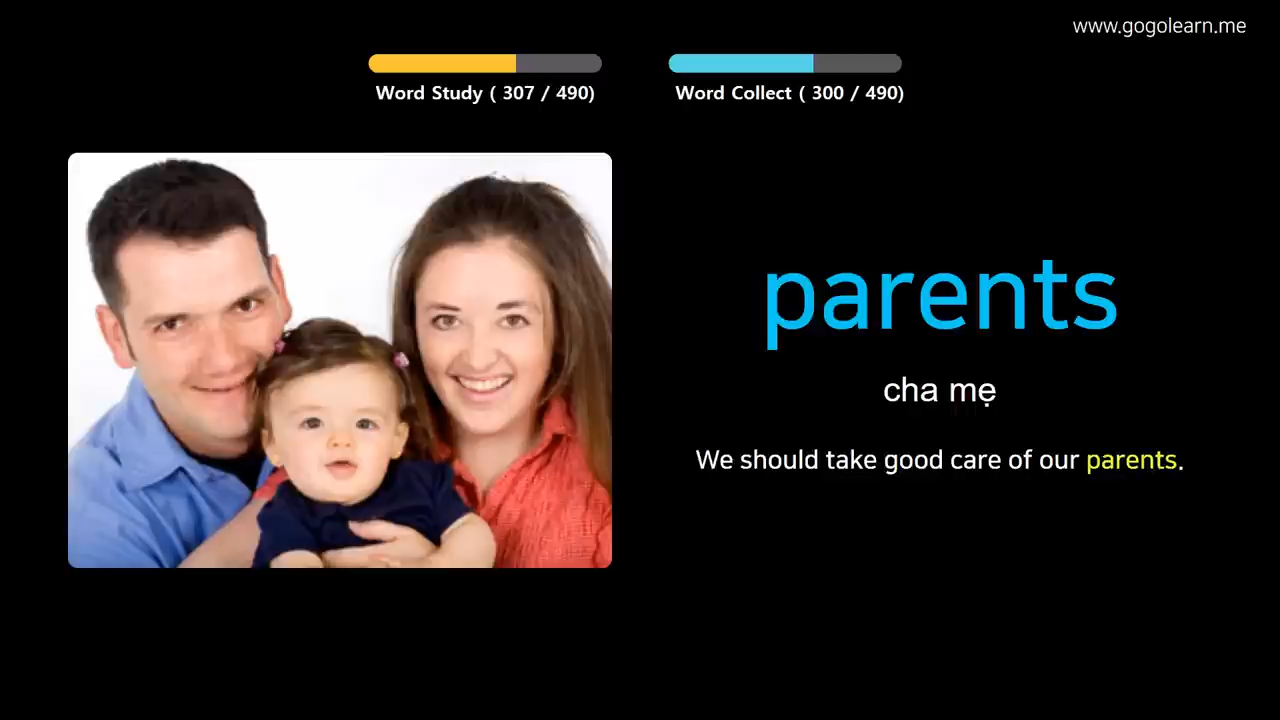 www.gogolearn.me
Word Study ( 307 / 490)
Word Collect ( 300 / 490)
parents
cha mẹ
We should take good care of our parents.